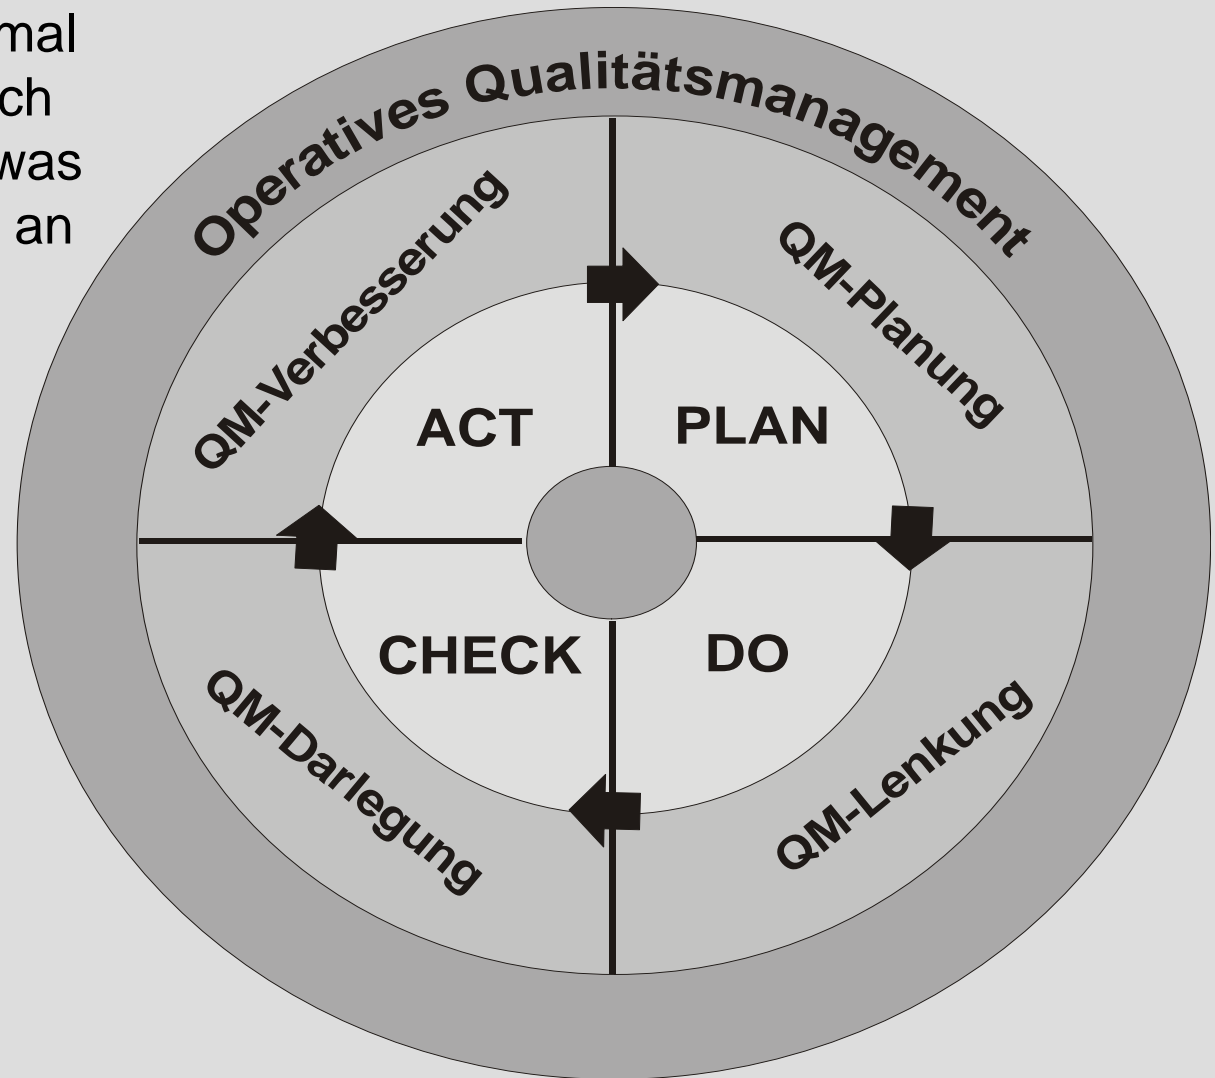 mal
ch
was
an
Operatives Qualitätsmanagement
QM-Verbesserung
QM-Planung
ACT
PLAN
CHECK
DO
QM-Darlegung
QM-Lenkung